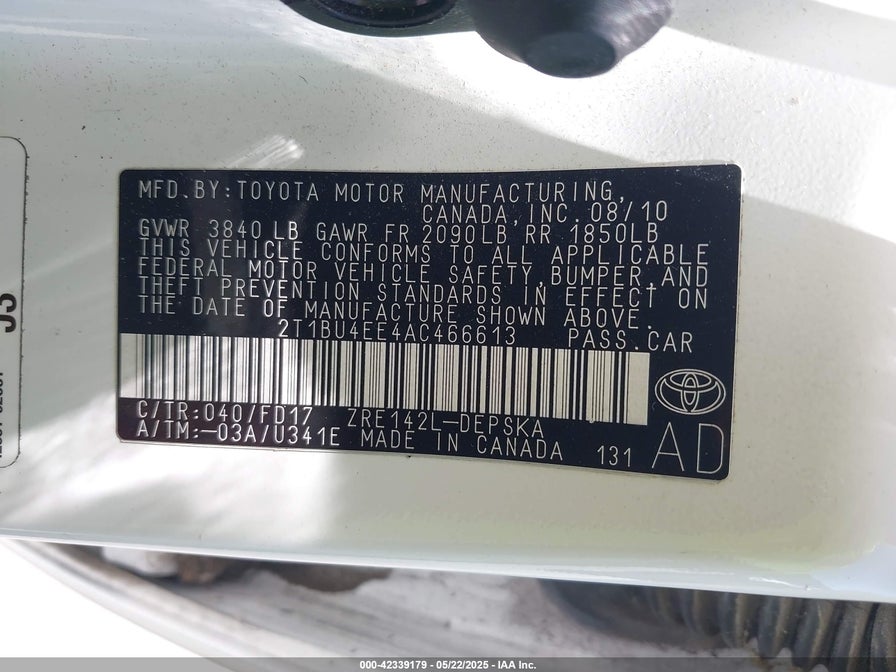 MFD.BY:TOYOTA MOTOR MANUFACTURING,
CANADA,INC. 08/10
GVWR 3840 LB GAWR FR 2090LB RR 1850LB
THIS VEHICLE CONFORMS TO ALL APPLICABLE
FEDERAL MOTOR VEHICLE SAFETY,BUMPER,AND
THEFT PREVENTION STANDARDS IN EFFECT ON
THE DATE OF MANUFACTURE SHOWN ABOVE.
2T1BU4EE4AC466613 PASS.CAR
C/TR:040/FD17 ZRE142L-DEPSKA
A/TM:-03A/U341E MADE IN CANADA 131
AD
000-42339179 - 05/22/2025 - IAA Inc.